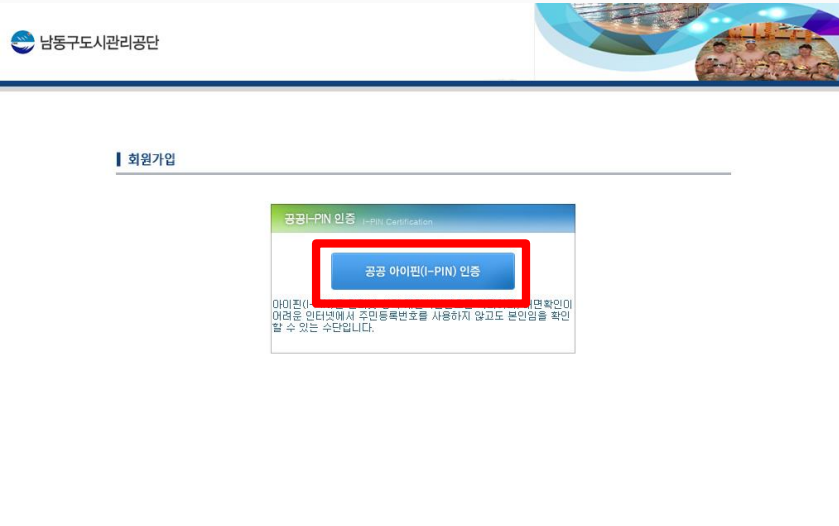 남동구도시관리공단
회원가입
공공I-PIN 인증 I-PIN Certification
공공 아이핀(I-PIN) 인증
아이핀(I- 면확인이
어려운 인터넷에서 주민등록번호를 사용하지 않고도 본인임을 확인
할 수 있는 수단입니다.